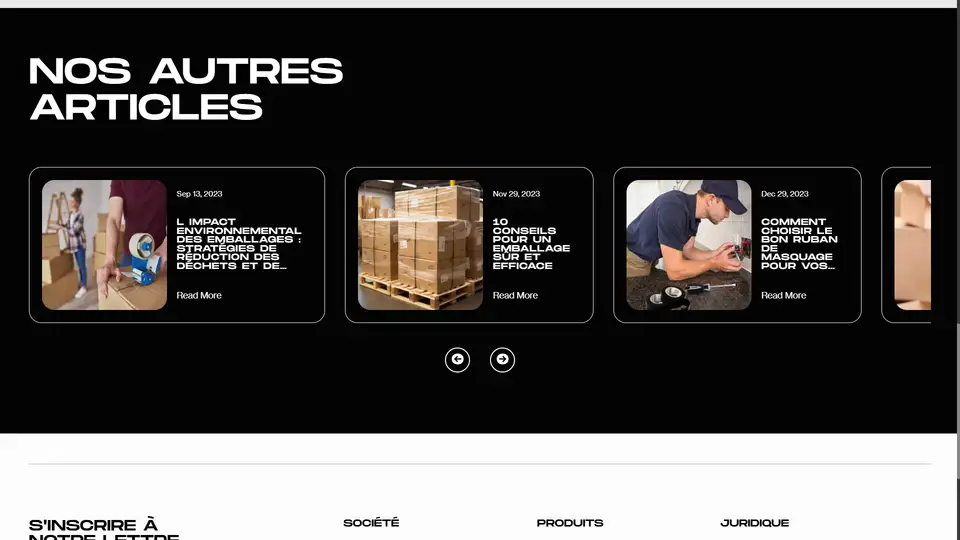 NOS AUTRES
ARTICLES
Sep 13, 2023
L IMPACT
ENVIRONNEMENTAL
DES EMBALLAGES :
STRATÉGIES DE
RÉDUCTION DES
DÉCHETS ET DE...
Read More
Nov 29, 2023
10
CONSEILS
POUR UN
EMBALLAGE
SÛR ET
EFFICACE
Read More
Dec 29, 2023
COMMENT
CHOISIR LE
BON RUBAN
DE
MASQUAGE
POUR VOS...
Read More
S'INSCRIRE À
NOTRE LETTRE
SOCIÉTÉ
PRODUITS
JURIDIQUE